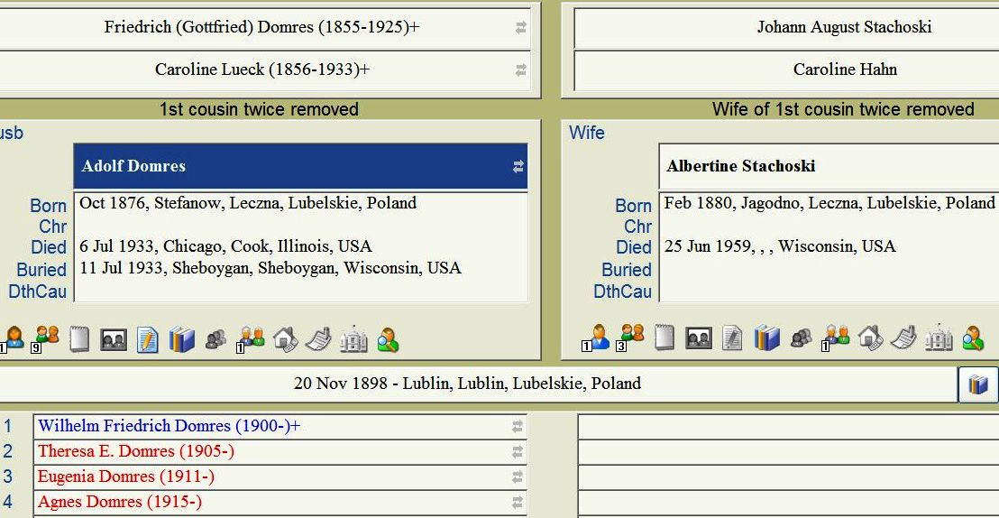 Friedrich (Gottfried) Domres (1855-1925)+
Caroline Lueck (1856-1933)+
Johann August Stachoski
Caroline Hahn
1st cousin twice removed
Wife of 1st cousin twice removed
usb
Adolf Domres
Born Oct 1876, Stefanow, Leczna, Lubelskie, Poland
Chr
Died 6 Jul 1933, Chicago, Cook, Illinois, USA
Buried 11 Jul 1933, Sheboygan, Sheboygan, Wisconsin, USA
DthCau
1
9
1
Wife
Albertine Stachoski
Born Feb 1880, Jagodno, Leczna, Lubelskie, Poland
Chr
Died 25 Jun 1959, , , Wisconsin, USA
Buried
DthCau
1
3
1
20 Nov 1898 - Lublin, Lublin, Lubelskie, Poland
1 Wilhelm Friedrich Domres (1900-)+
2 Theresa E. Domres (1905-)
3 Eugenia Domres (1911-)
4 Agnes Domres (1915-)